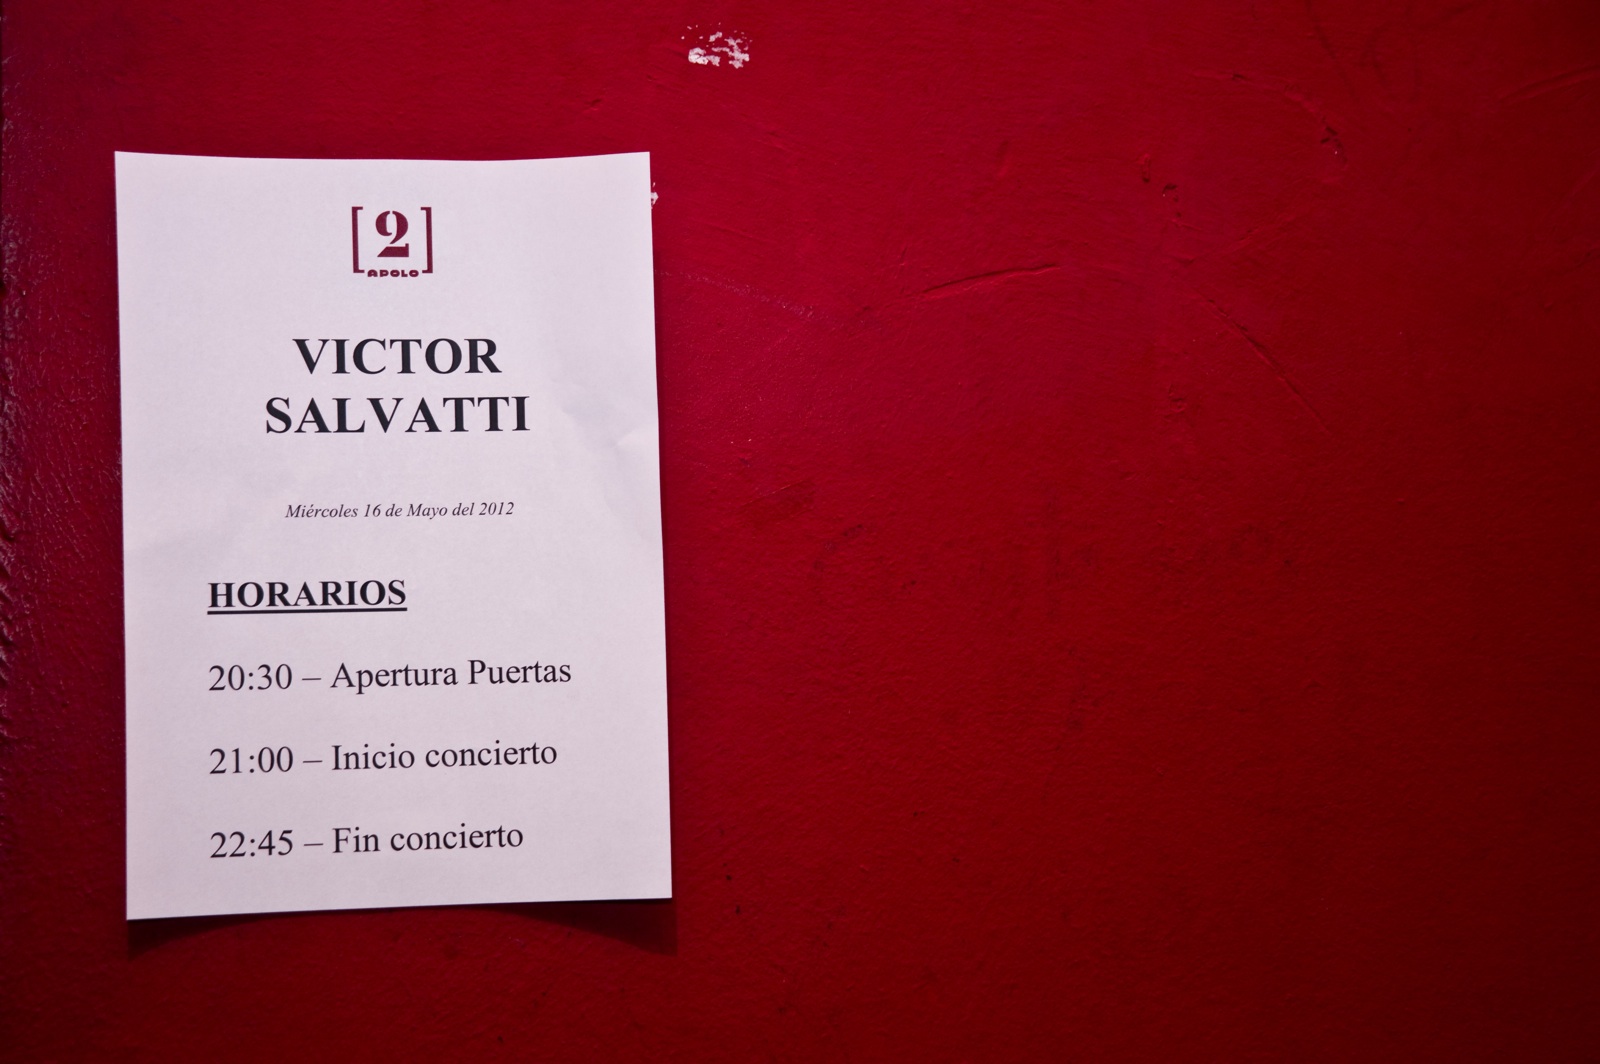 [2]
APOLO
VICTOR
SALVATTI
Miércoles 16 de Mayo del 2012
HORARIOS
20:30 – Apertura Puertas
21:00 – Inicio concierto
22:45 – Fin concierto